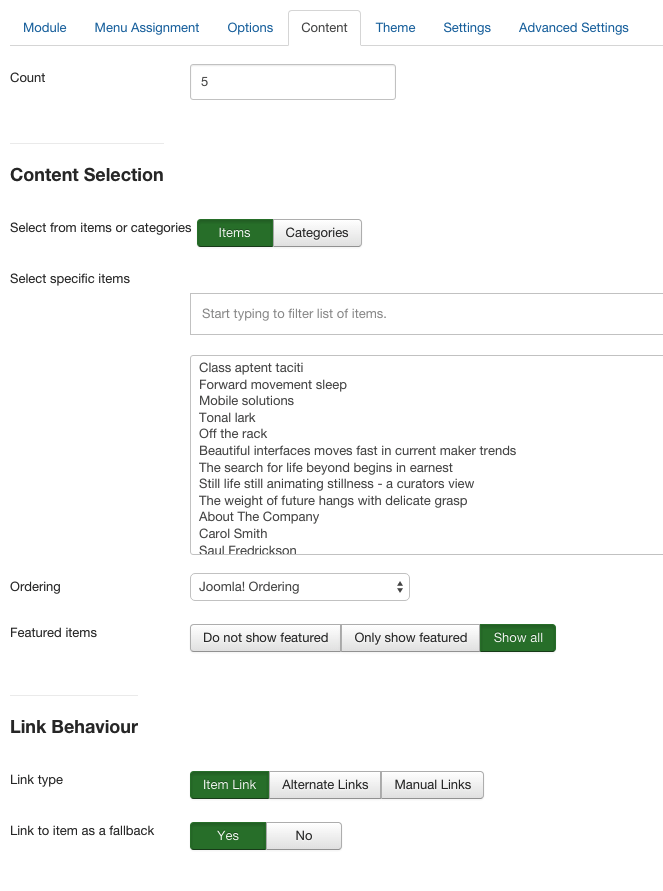 Module Menu Assignment Options Content Theme Settings Advanced Settings
Count 5
Content Selection
Select from items or categories Items Categories
Select specific items
Start typing to filter list of items.
Class aptent taciti
Forward movement sleep
Mobile solutions
Tonal lark
Off the rack
Beautiful interfaces moves fast in current maker trends
The search for life beyond begins in earnest
Still life still animating stillness - a curators view
The weight of future hangs with delicate grasp
About The Company
Carol Smith
Saul Fredrickson
Ordering Joomla! Ordering
Featured items Do not show featured Only show featured Show all
Link Behaviour
Link type Item Link Alternate Links Manual Links
Link to item as a fallback Yes No